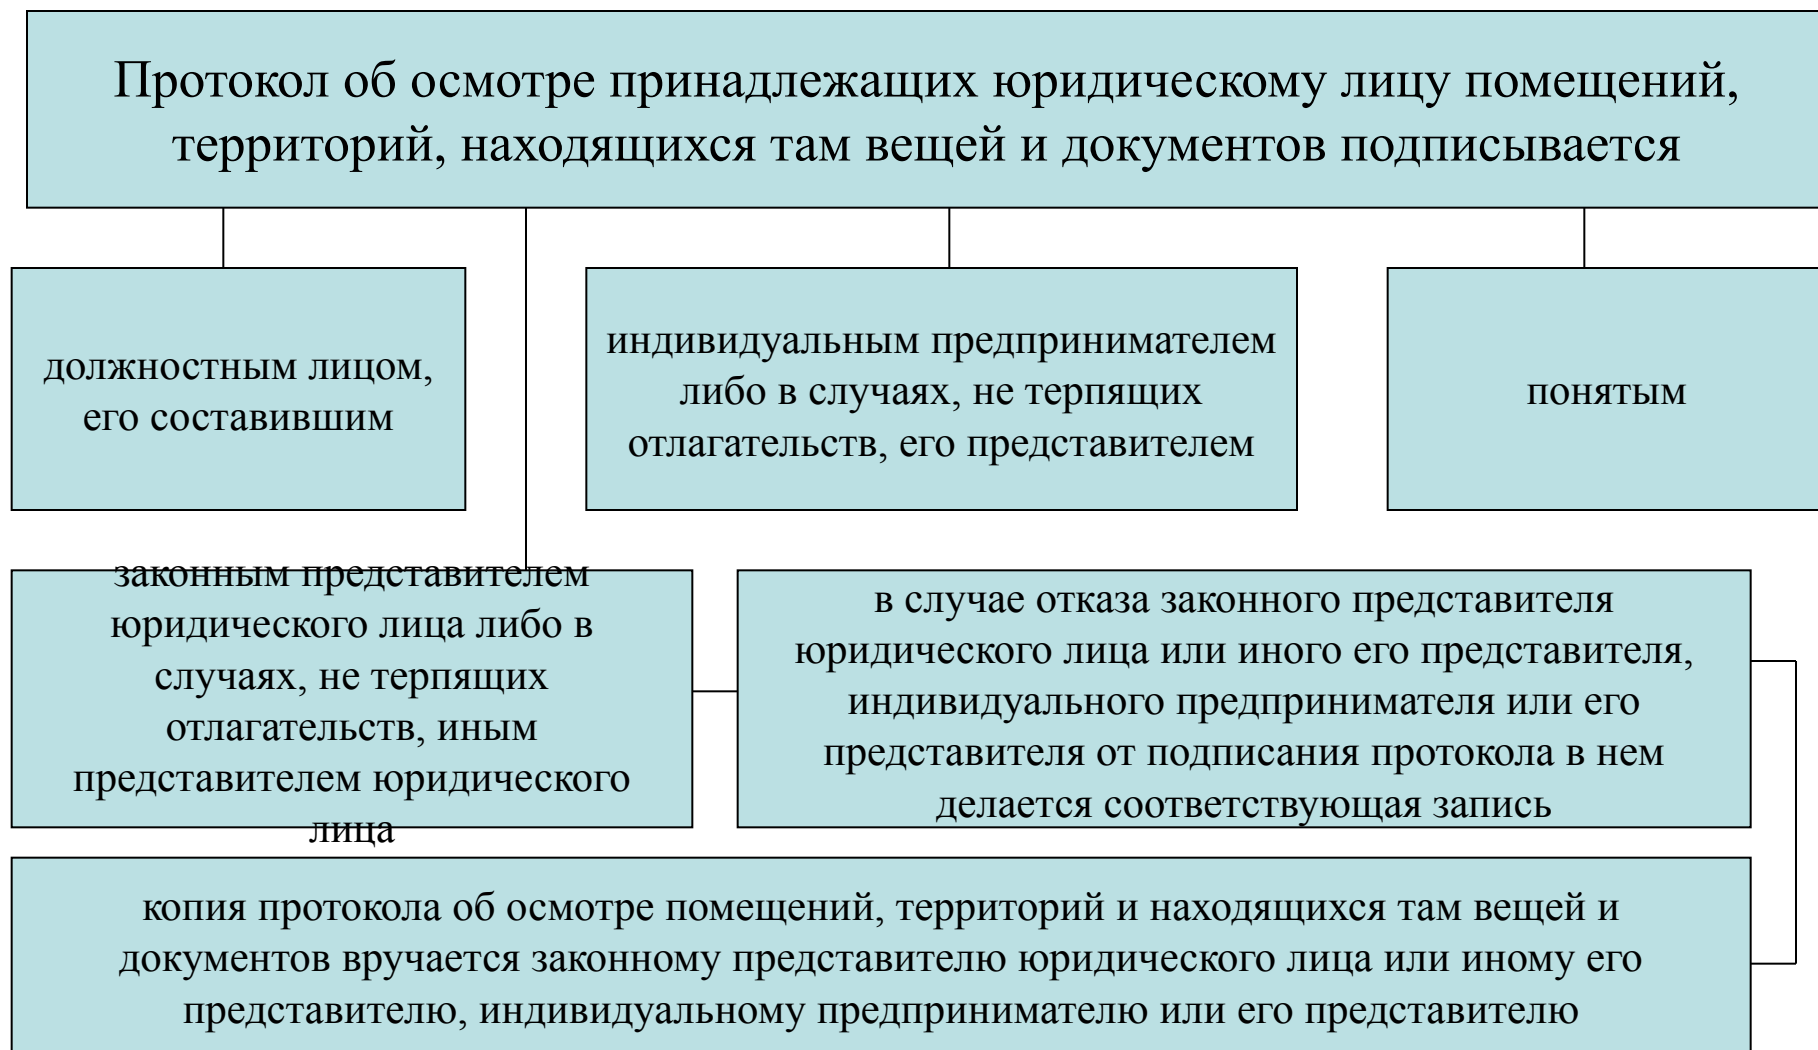 Протокол об осмотре принадлежащих юридическому лицу помещений,
территорий, находящихся там вещей и документов подписывается
должностным лицом,
его составившим
индивидуальным предпринимателем
либо в случаях, не терпящих
отлагательств, его представителем
понятым
законным представителем
юридического лица либо в
случаях, не терпящих
отлагательств, иным
представителем юридического
лица
в случае отказа законного представителя
юридического лица или иного его представителя,
индивидуального предпринимателя или его
представителя от подписания протокола в нем
делается соответствующая запись
копия протокола об осмотре помещений, территорий и находящихся там вещей и
документов вручается законному представителю юридического лица или иному его
представителю, индивидуальному предпринимателю или его представителю